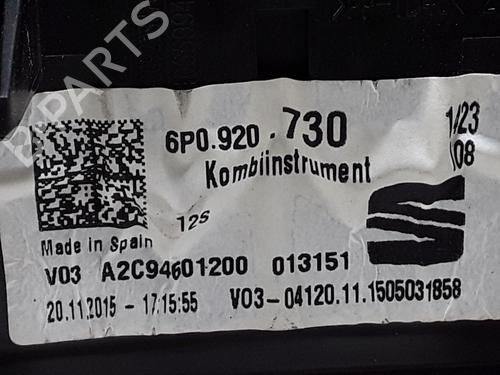 B-PARTS
6P0.920.730
Kombiinstrument
1/23
/08
12S
Made in Spain
V03 A2C94601200 013151
20.11.2015 - 17:15:55 V03-04120.11.1505031858